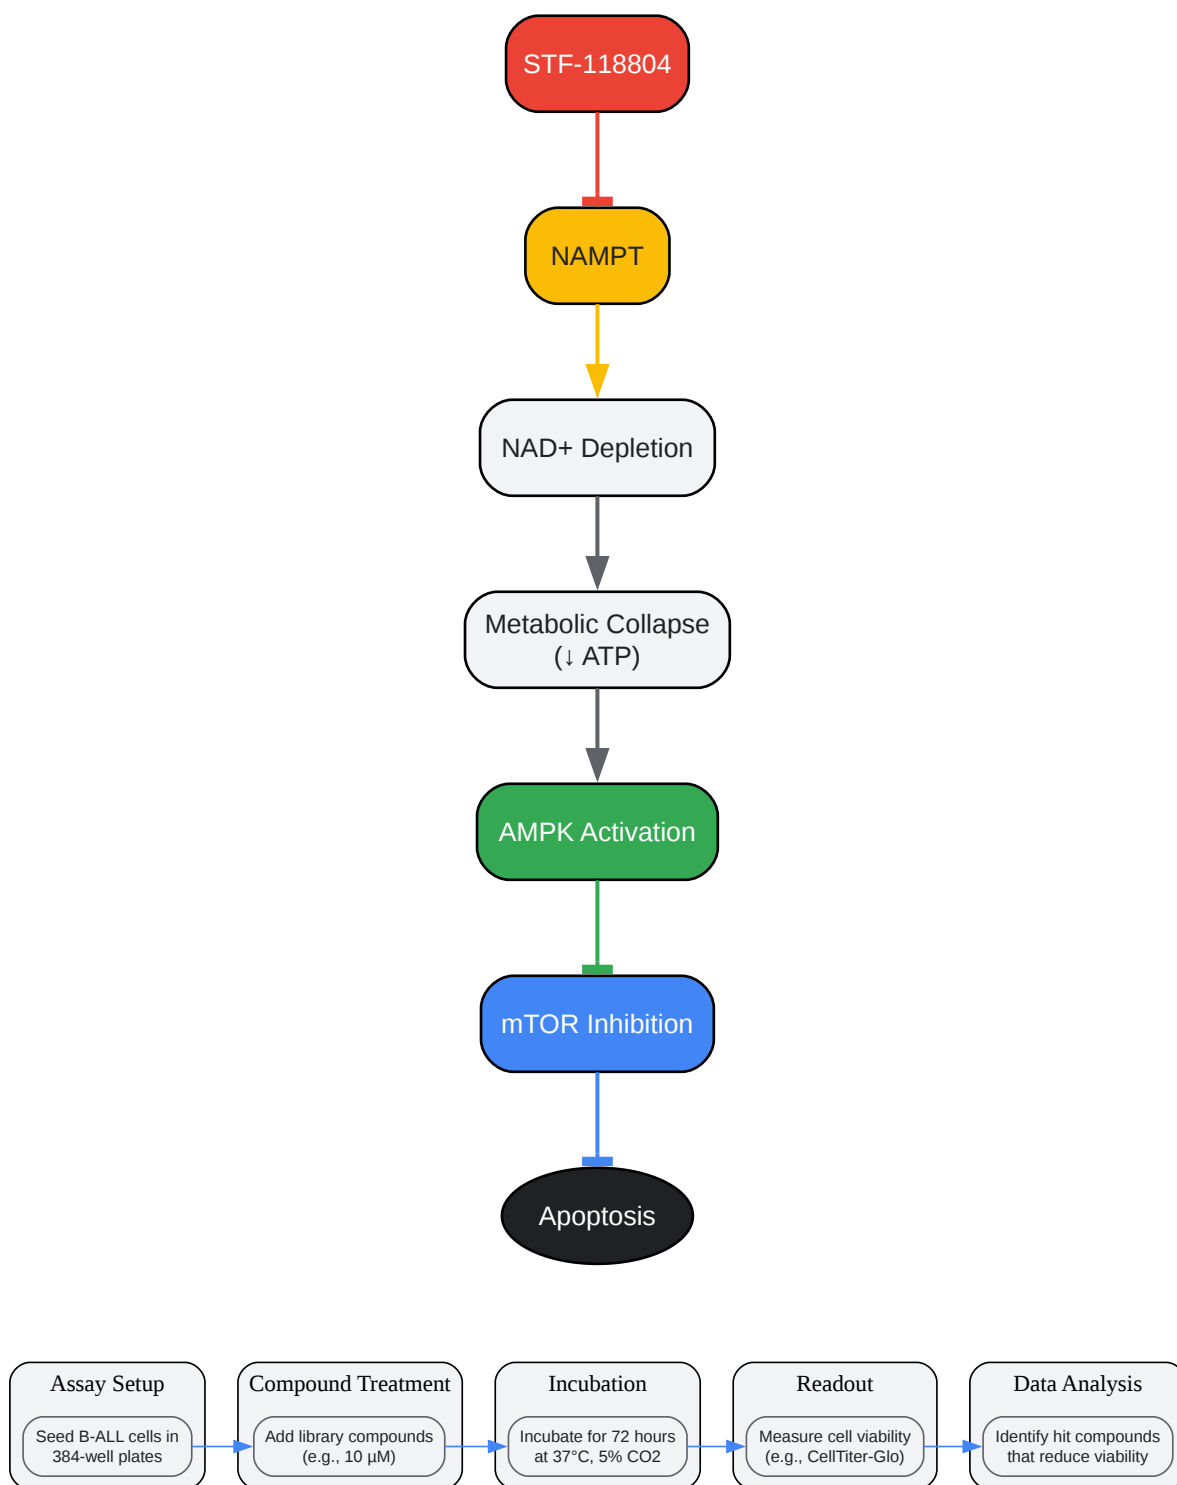 STF-118804
NAMPT
NAD+ Depletion
Metabolic Collapse
(↓ ATP)
AMPK Activation
mTOR Inhibition
Apoptosis
Assay Setup
Seed B-ALL cells in
384-well plates
Compound Treatment
Add library compounds
(e.g., 10 µM)
Incubation
Incubate for 72 hours
at 37°C, 5% CO2
Readout
Measure cell viability
(e.g., CellTiter-Glo)
Data Analysis
Identify hit compounds
that reduce viability